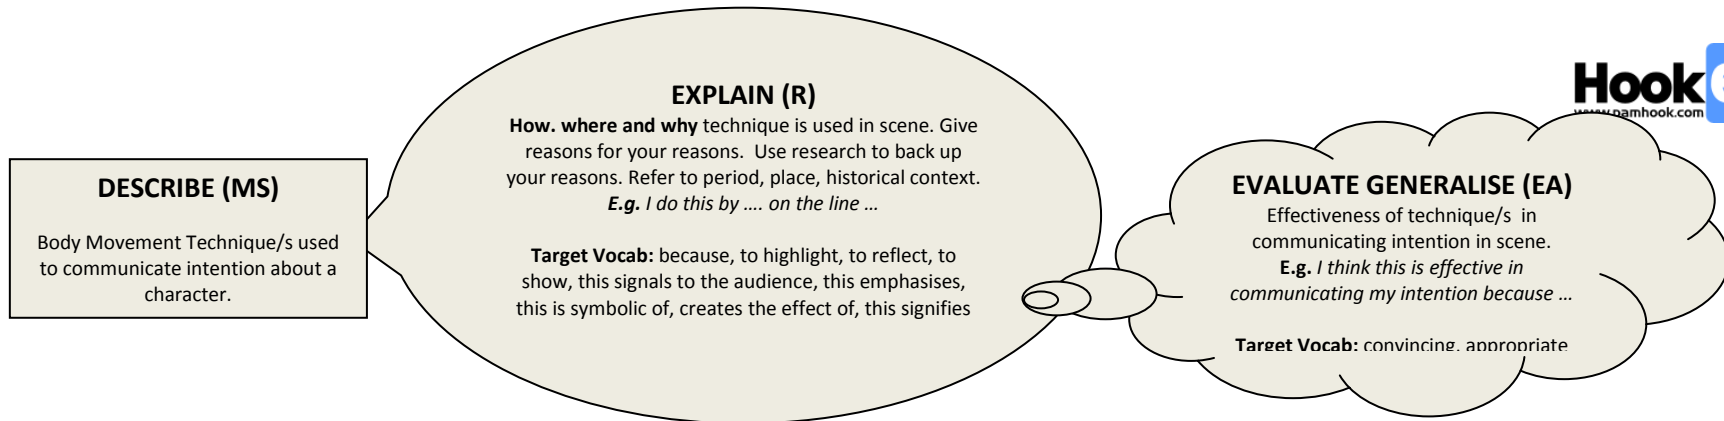 Hook
www.pamhook.com
DESCRIBE (MS)
Body Movement Technique/s used
to communicate intention about a
character.
EXPLAIN (R)
How. where and why technique is used in scene. Give
reasons for your reasons. Use research to back up
your reasons. Refer to period, place, historical context.
E.g. I do this by …. on the line …
Target Vocab: because, to highlight, to reflect, to
show, this signals to the audience, this emphasises,
this is symbolic of, creates the effect of, this signifies
EVALUATE GENERALISE (EA)
Effectiveness of technique/s in
communicating intention in scene.
E.g. I think this is effective in
communicating my intention because …
Target Vocab: convincing, appropriate